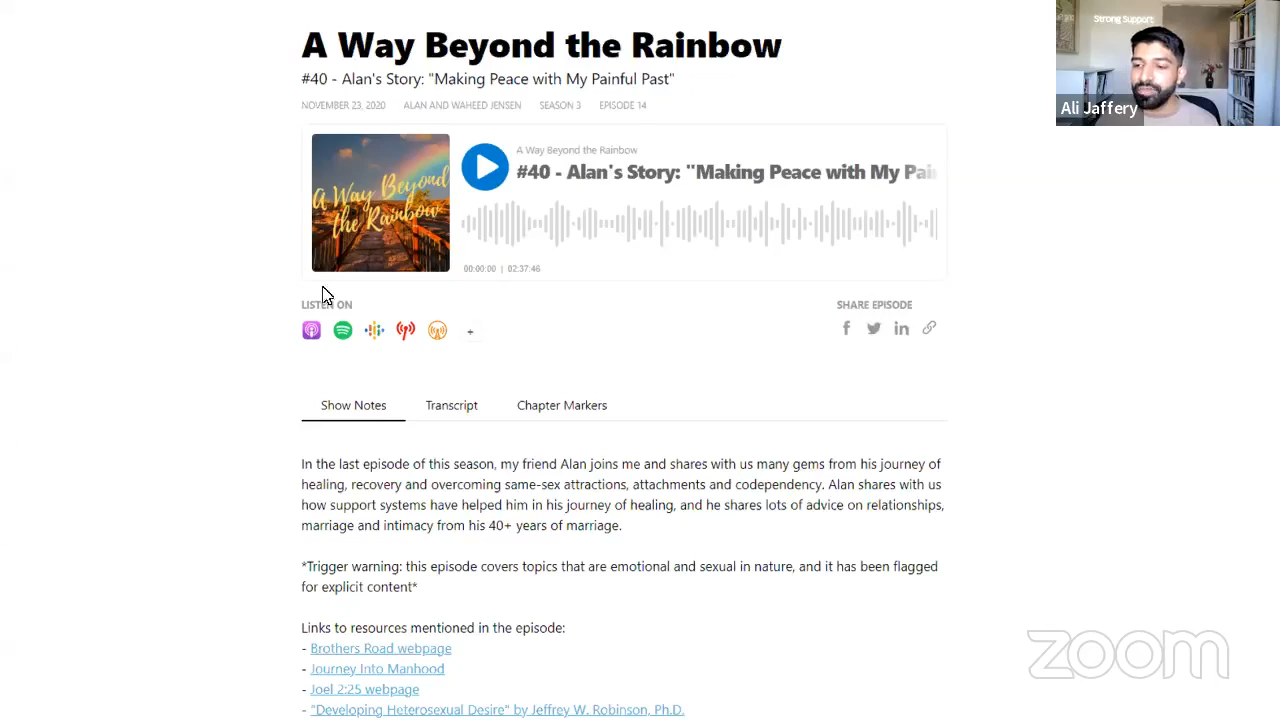 A Way Beyond the Rainbow
Strong Support
#40 - Alan's Story: "Making Peace with My Painful Past"
NOVEMBER 23, 2020 ALAN AND WAHEED JENSEN SEASON 3 EPISODE 14
Ali Jaffery
A Way Beyond
the Rainbow
A Way Beyond the Rainbow
#40 - Alan's Story: "Making Peace with My Pai
00:00:00 | 02:37:46
LISTEN ON
SHARE EPISODE
+
Show Notes Transcript Chapter Markers
In the last episode of this season, my friend Alan joins me and shares with us many gems from his journey of
healing, recovery and overcoming same-sex attractions, attachments and codependency. Alan shares with us
how support systems have helped him in his journey of healing, and he shares lots of advice on relationships,
marriage and intimacy from his 40+ years of marriage.
*Trigger warning: this episode covers topics that are emotional and sexual in nature, and it has been flagged
for explicit content*
Links to resources mentioned in the episode:
- Brothers Road webpage
- Journey Into Manhood
- Joel 2:25 webpage
- "Developing Heterosexual Desire" by Jeffrey W. Robinson, Ph.D.
zoom